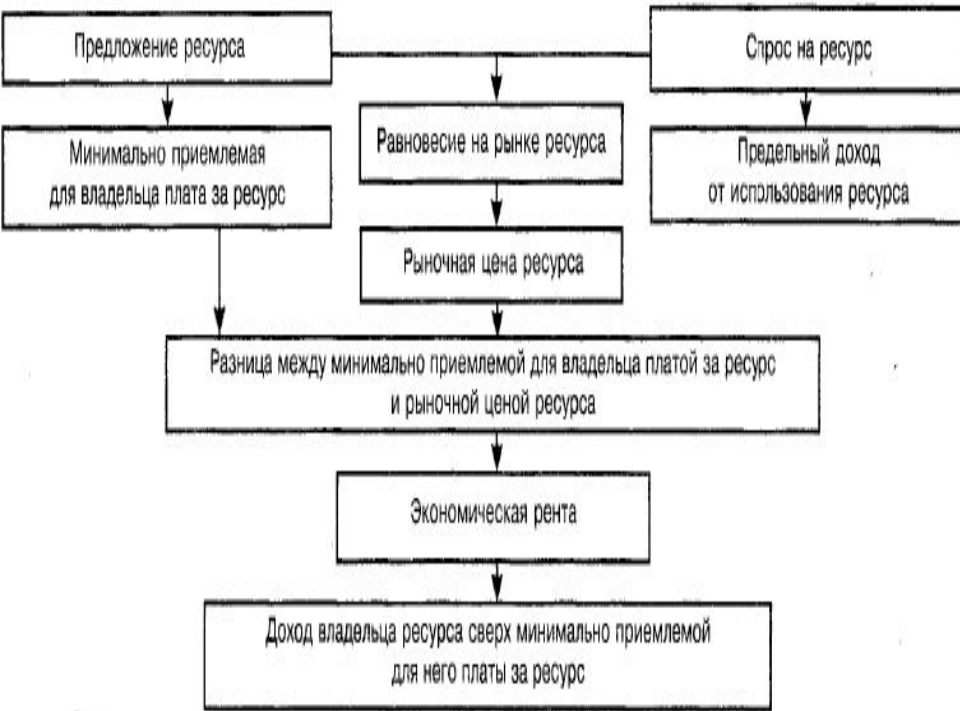 Предложение ресурса
Спрос на ресурс
Минимально приемлемая
для владельца плата за ресурс
Равновесие на рынке ресурса
Предельный доход
от использования ресурса
Рыночная цена ресурса
Разница между минимально приемлемой для владельца платой за ресурс
и рыночной ценой ресурса
Экономическая рента
Доход владельца ресурса сверх минимально приемлемой
для него платы за ресурс